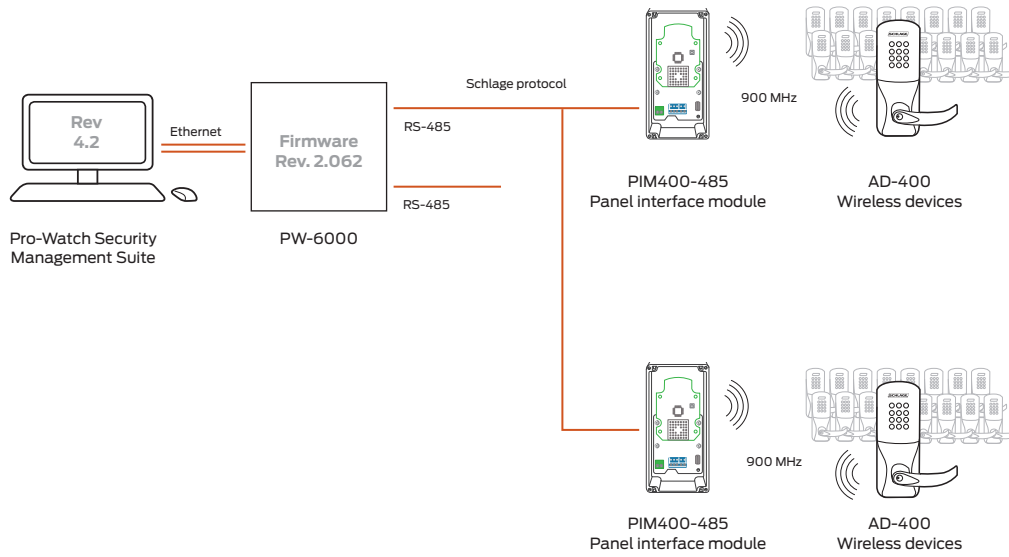 Schlage protocol
900 MHz
Rev
4.2
Ethernet
Firmware
Rev. 2.062
RS-485
RS-485
PIM400-485
Panel interface module
AD-400
Wireless devices
Pro-Watch Security
Management Suite
PW-6000
SCHLAGE
900 MHz
SCHLAGE
PIM400-485
Panel interface module
AD-400
Wireless devices